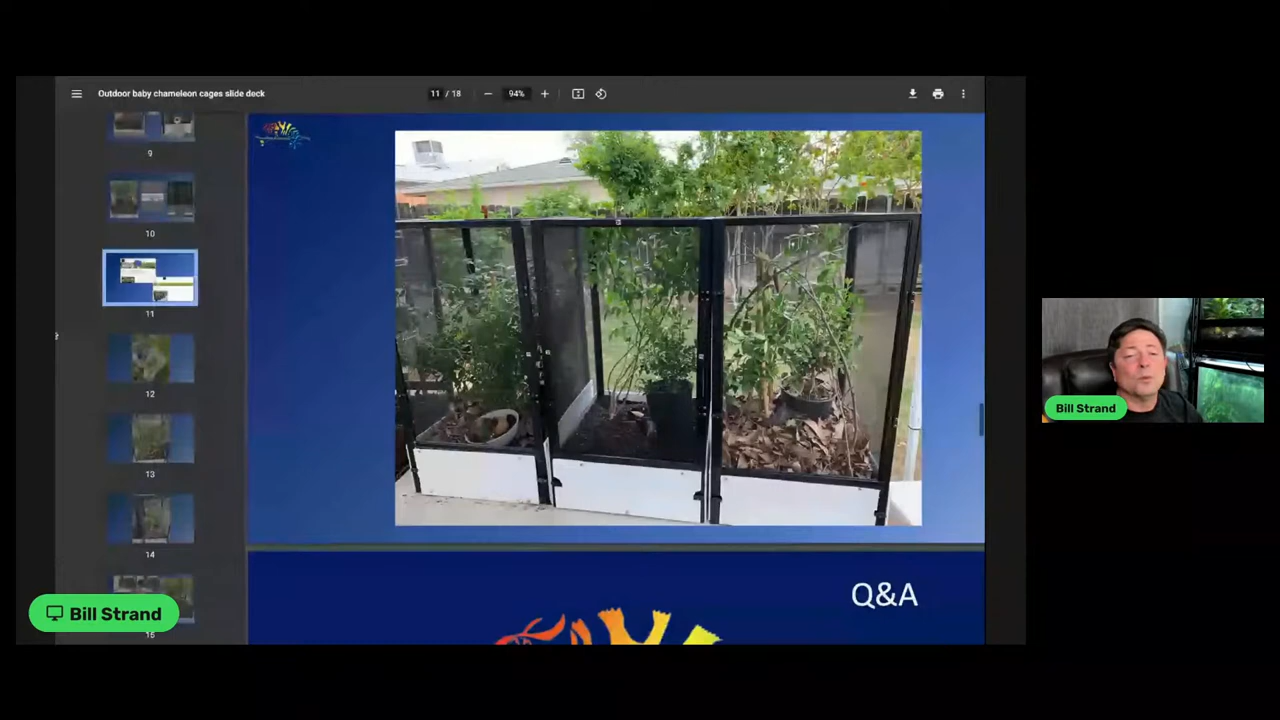 Outdoor baby chameleon cages slide deck
11 / 18
94%
9
10
11
12
13
14
15
Q&A
Bill Strand
Bill Strand